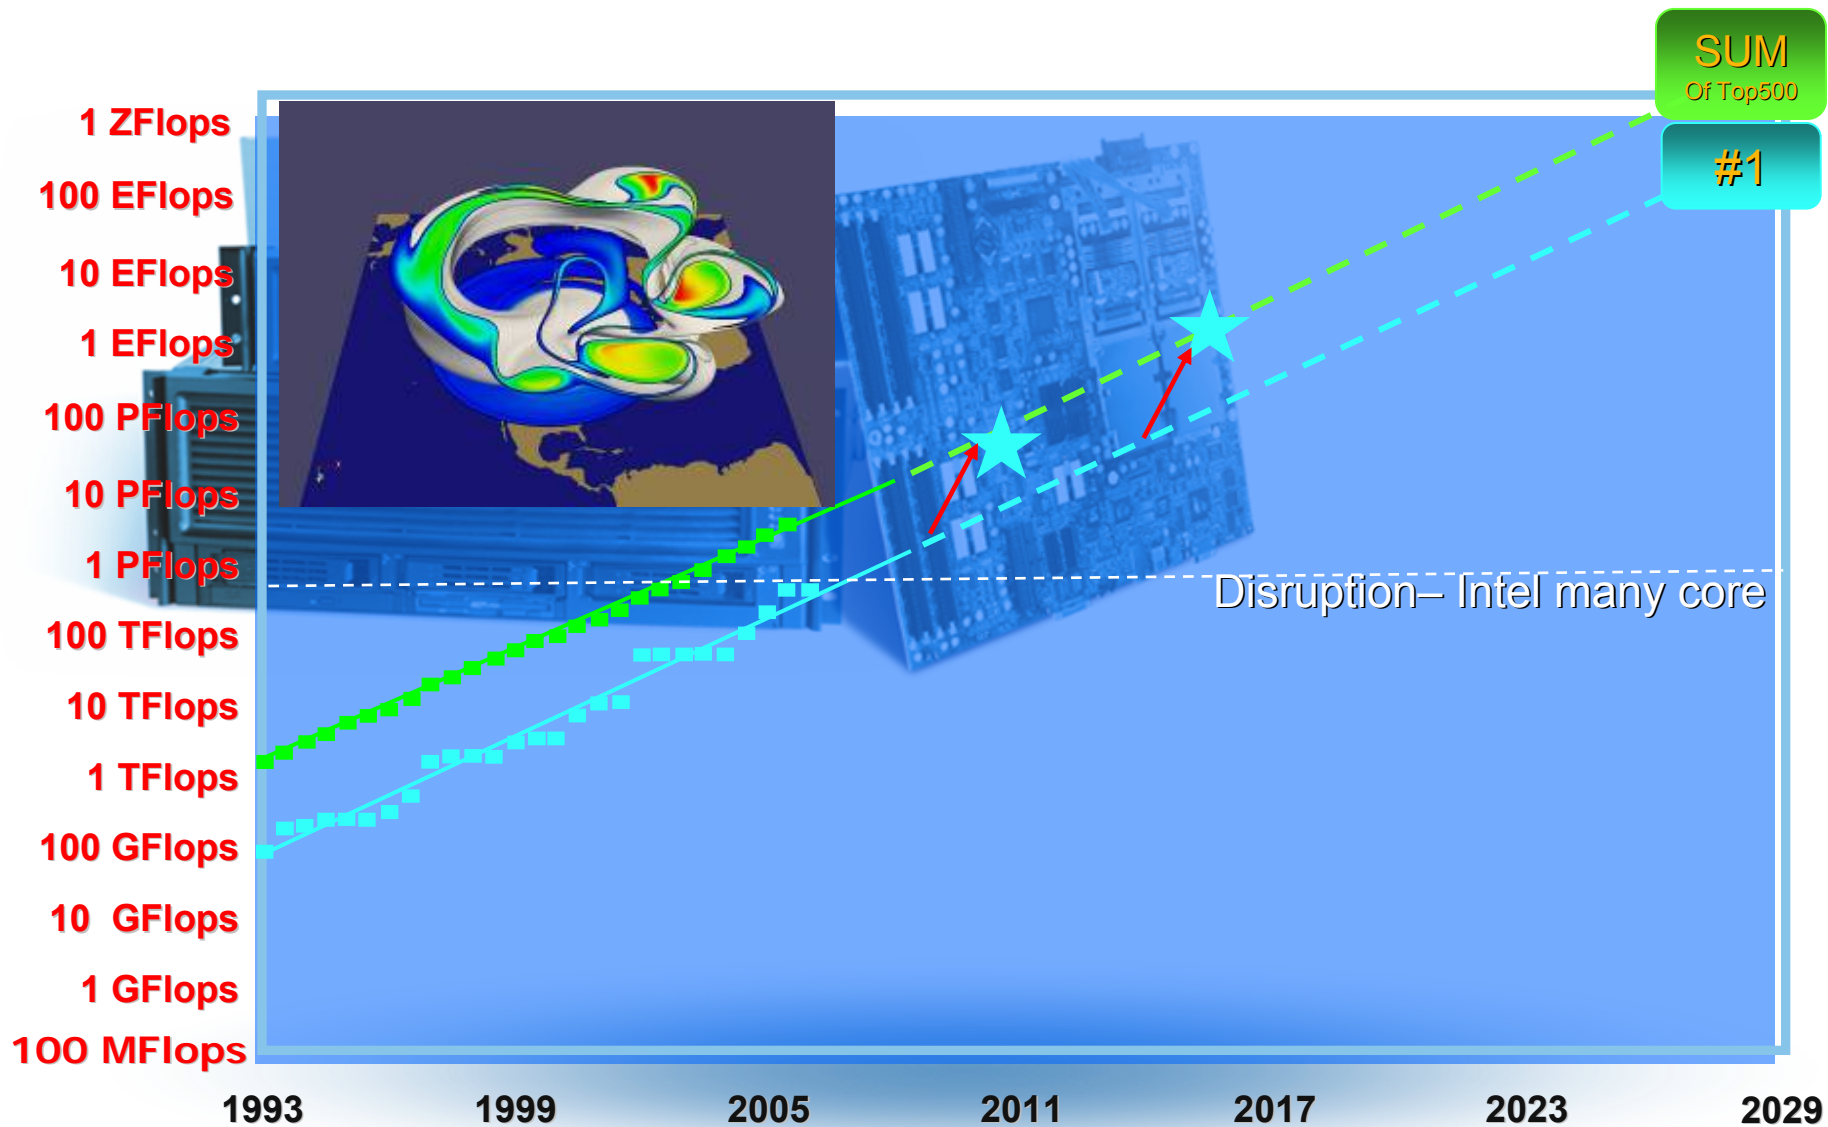 SUM
Of Top500
#1
1 ZFlops
100 EFlops
10 EFlops
1 EFlops
100 PFlops
10 PFlops
1 PFlops
Disruption– Intel many core
100 TFlops
10 TFlops
1 TFlops
100 GFlops
10 GFlops
1 GFlops
100 MFlops
1993 1999 2005 2011 2017 2023 2029